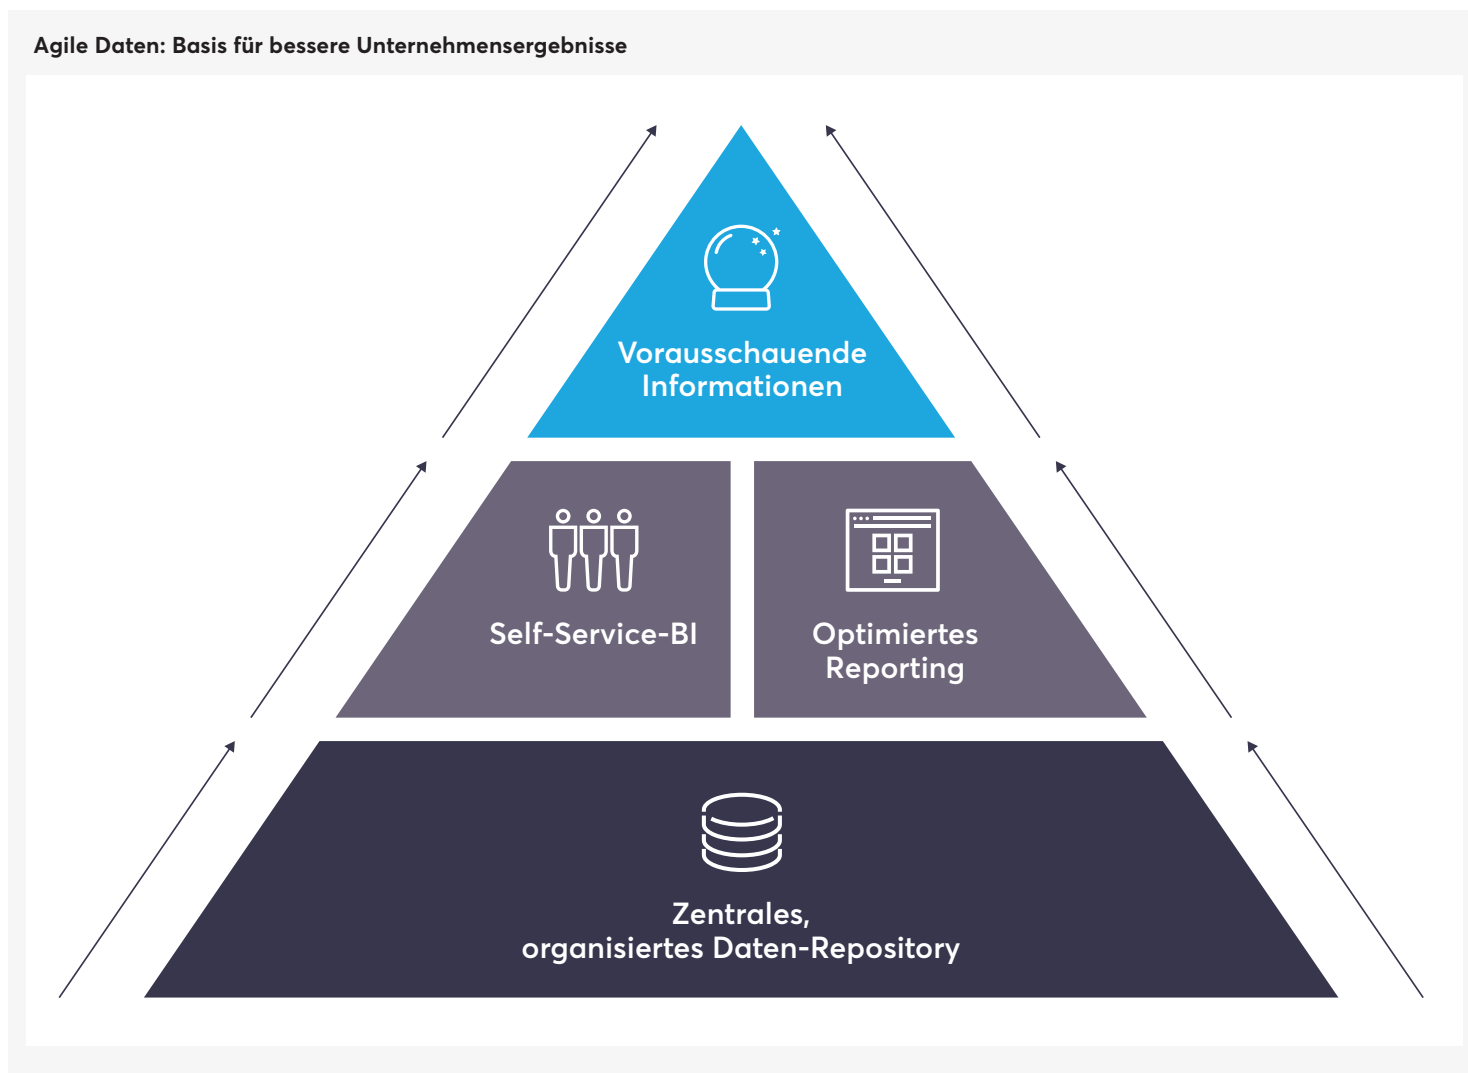 Agile Daten: Basis für bessere Unternehmensergebnisse
Vorausschauende
Informationen
Self-Service-BI
Optimiertes
Reporting
Zentrales,
organisiertes Daten-Repository